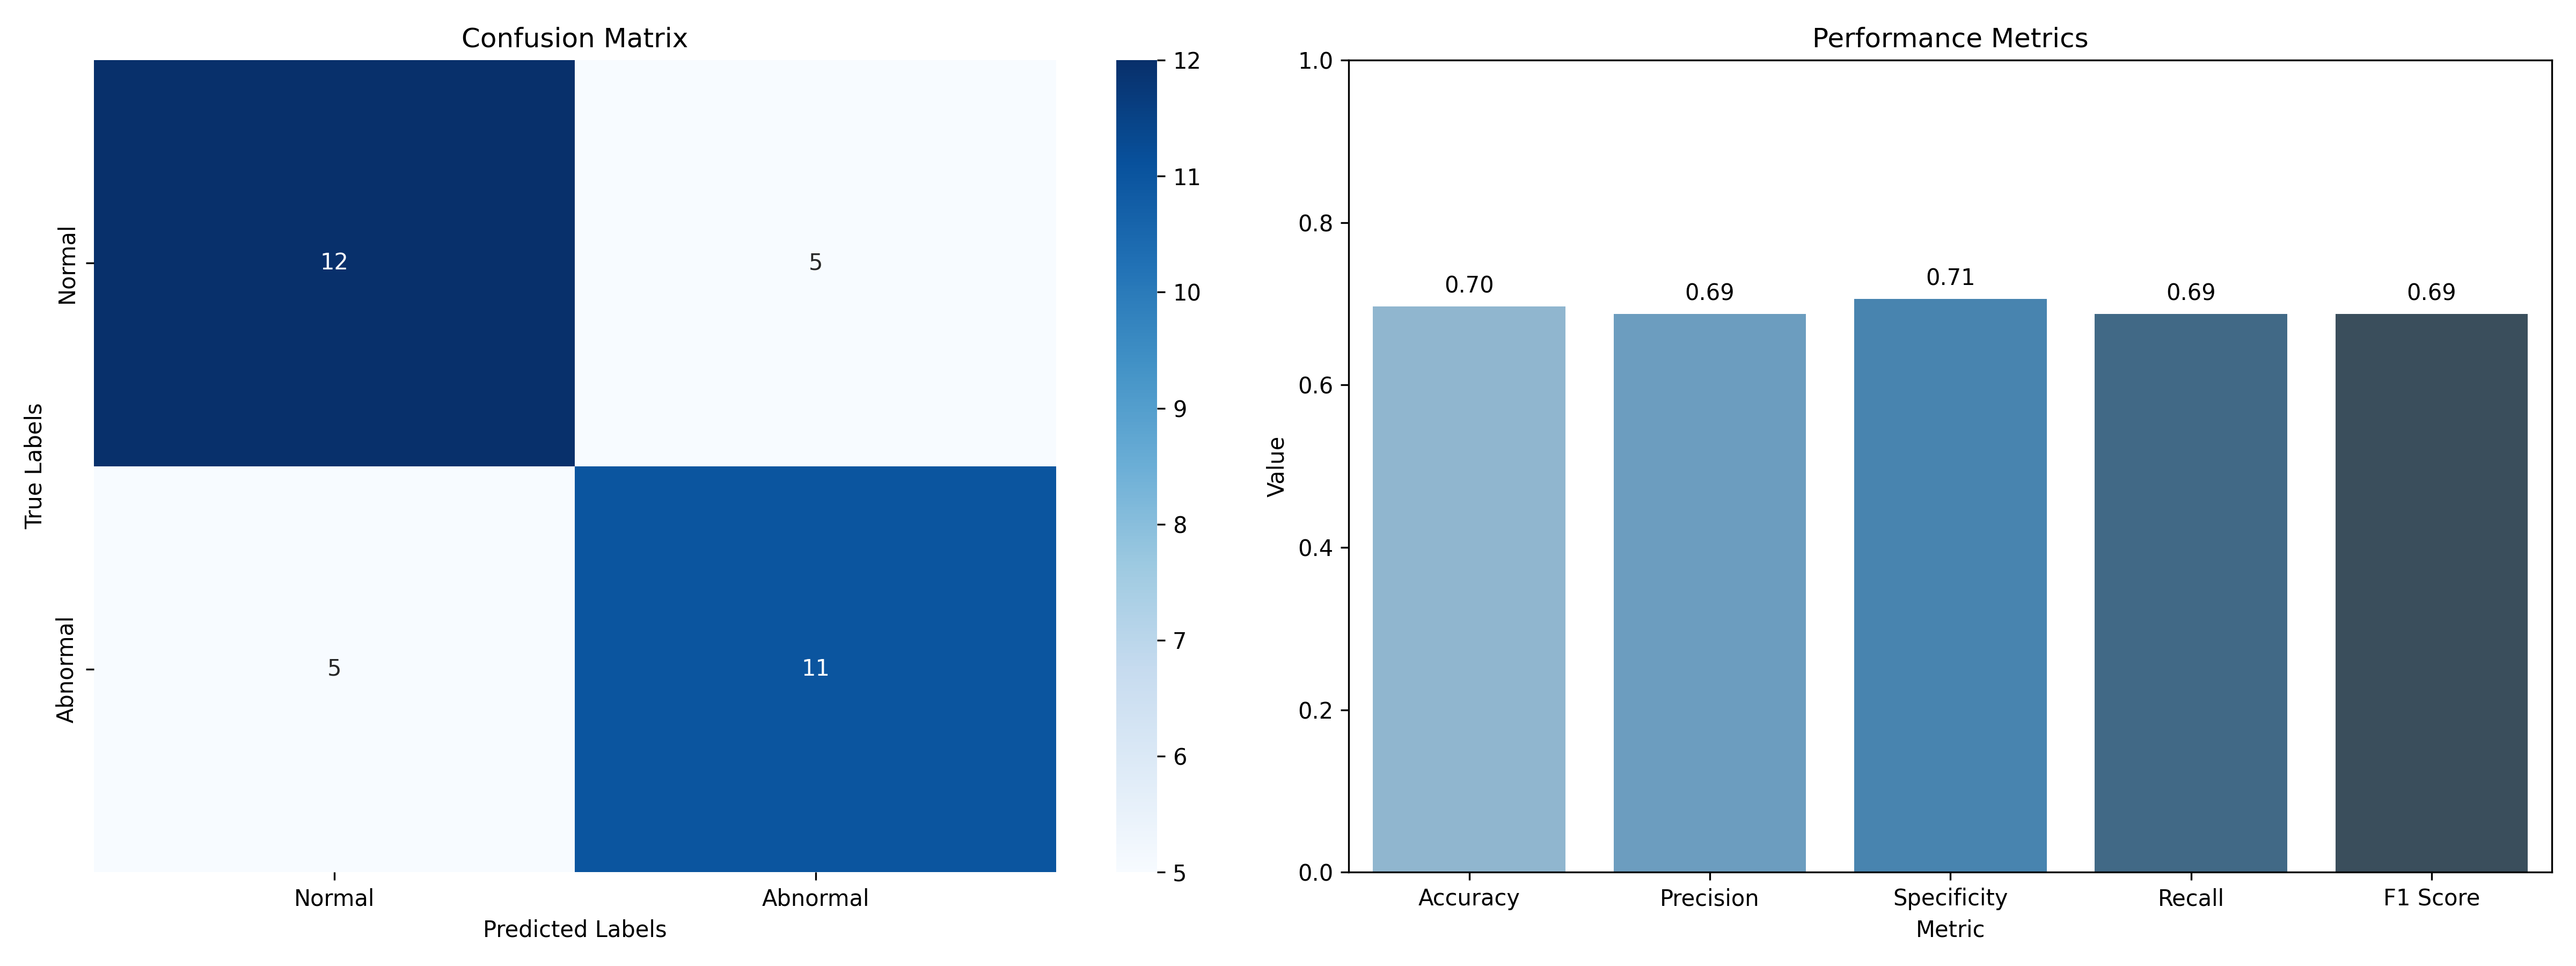 Confusion Matrix
True Labels
Normal
Abnormal
12
5
5
11
Normal
Abnormal
Predicted Labels
12
11
10
9
8
7
6
5
Performance Metrics
Value
1.0
0.8
0.6
0.4
0.2
0.0
0.70
0.69
0.71
0.69
0.69
Accuracy
Precision
Specificity
Recall
F1 Score
Metric